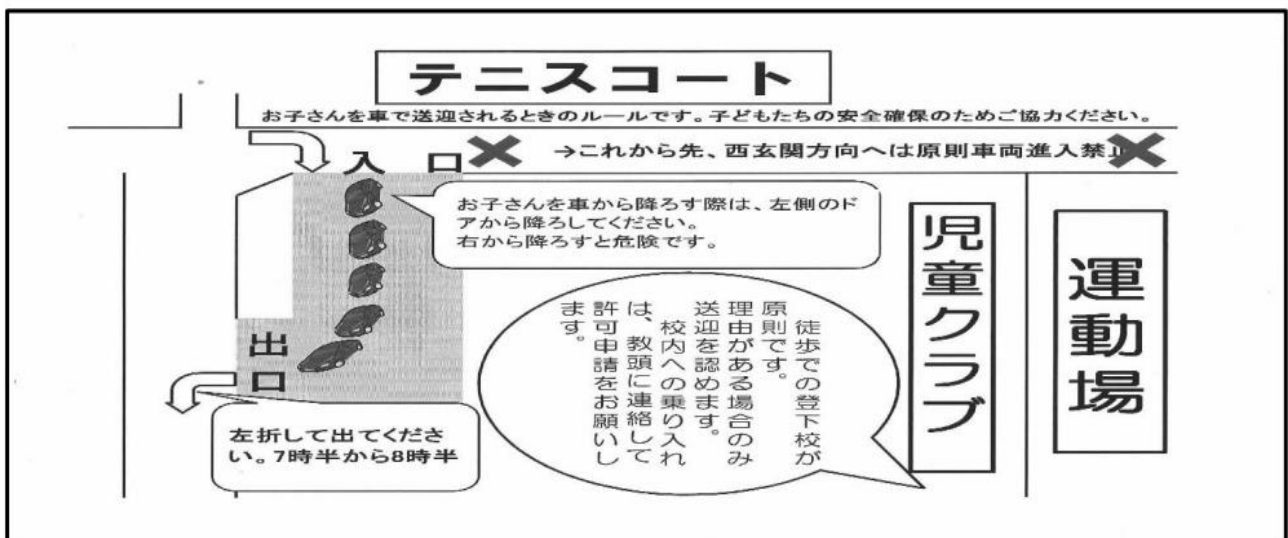 テニスコート
お子さんを車で送迎されるときのルールです。子どもたちの安全確保のためご協力ください。
入口
→これから先、西玄関方向へは原則車両進入禁止
お子さんを車から降ろす際は、左側のド
アから降ろしてください。
右から降ろすと危険です。
児童クラブ
運動場
徒歩での登下校が
原則です。
理由がある場合のみ
送迎を認めます。
校内への乗り入れ
は、教頭に連絡して
許可申請をお願いし
ます。
出口
左折して出てくださ
い。7時半から8時半